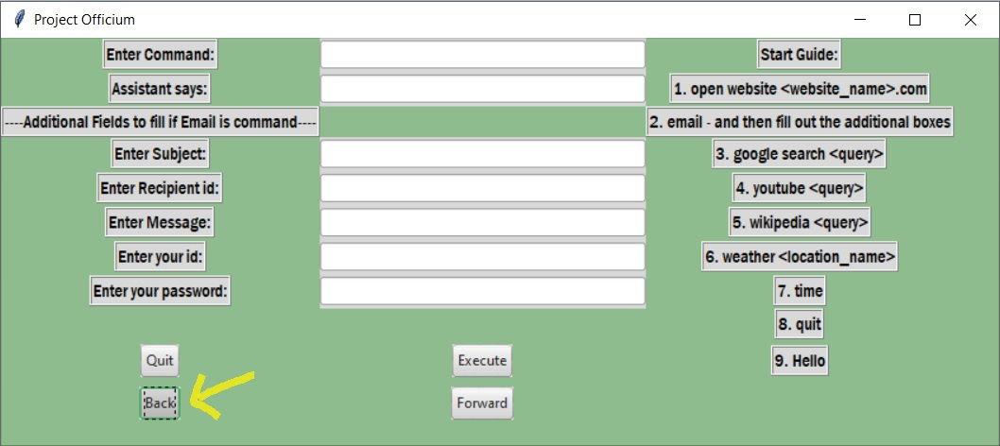 Project Officium
Enter Command:
Start Guide:
Assistant says:
1. open website <website_name>.com
----Additional Fields to fill if Email is command----
2. email - and then fill out the additional boxes
Enter Subject:
3. google search <query>
Enter Recipient id:
4. youtube <query>
Enter Message:
5. wikipedia <query>
Enter your id:
6. weather <location_name>
Enter your password:
7. time
8. quit
Quit
Execute
9. Hello
Back
Forward